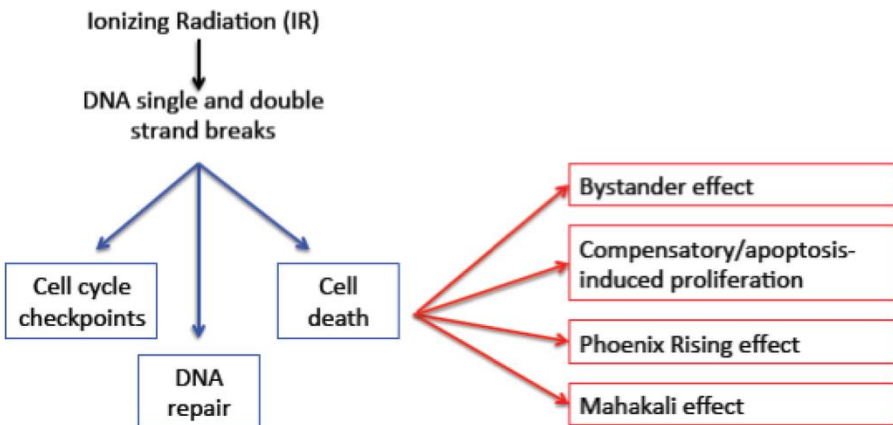 Ionizing Radiation (IR)
DNA single and double
strand breaks
Cell cycle
checkpoints
DNA
repair
Cell
death
Bystander effect
Compensatory/apoptosis-
induced proliferation
Phoenix Rising effect
Mahakali effect